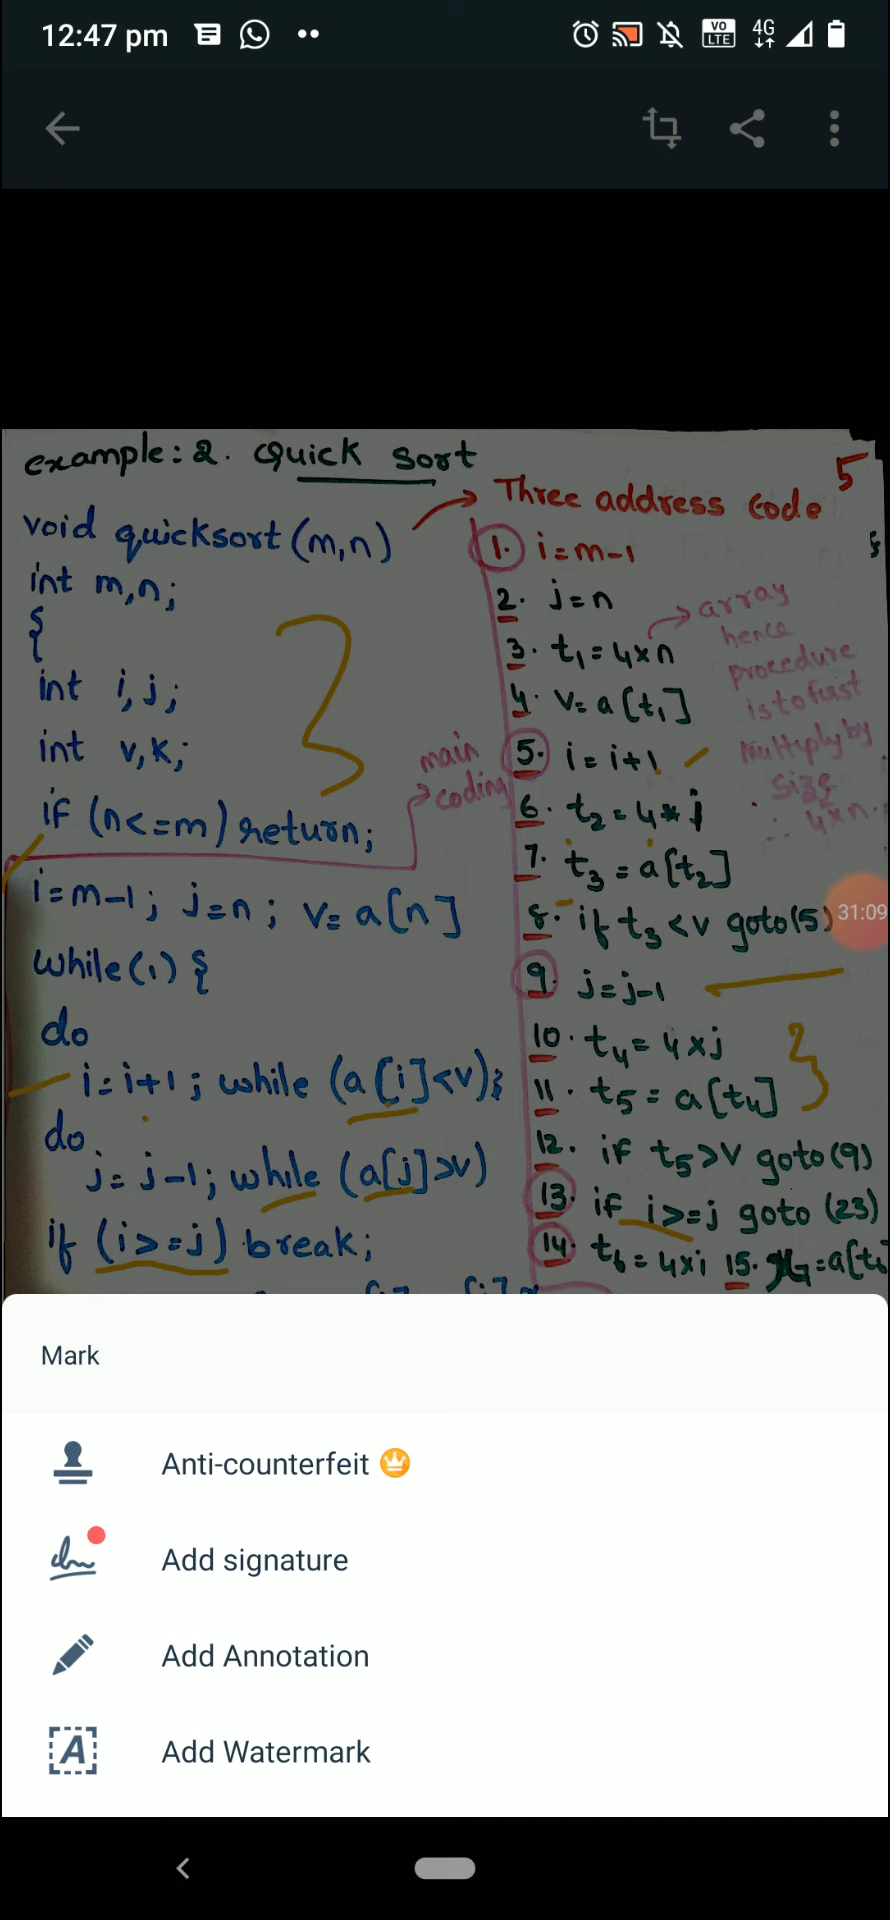 12:47 pm
VO LTE 4G
example: 2. Quick Sort
5
void quicksort (m,n)
int m,n;
{
int i,j;
int v,k;
if (n<=m) return;
main coding
i=m-1; j=n; v=a[n]
while(1) {
do
i=i+1; while (a[i]<v);
do
j=j-1; while (a[j]>v)
if (i>=j) break;
Three address code
1. i=m-1
2. j=n
3. t1=4×n
array
hence
procedure
is to first
Multiply by
size
∴ 4×n.
4. v=a[t1]
5. i=i+1
6. t2=4*j
7. t3=a[t2]
8. if t3<v goto(5)
31:09
9. j=j-1
10. t4=4×j
11. t5=a[t4]
12. if t5>v goto(9)
13. if i>=j goto (23)
14. t6=4×i 15.
Mark
Anti-counterfeit
Add signature
Add Annotation
A Add Watermark